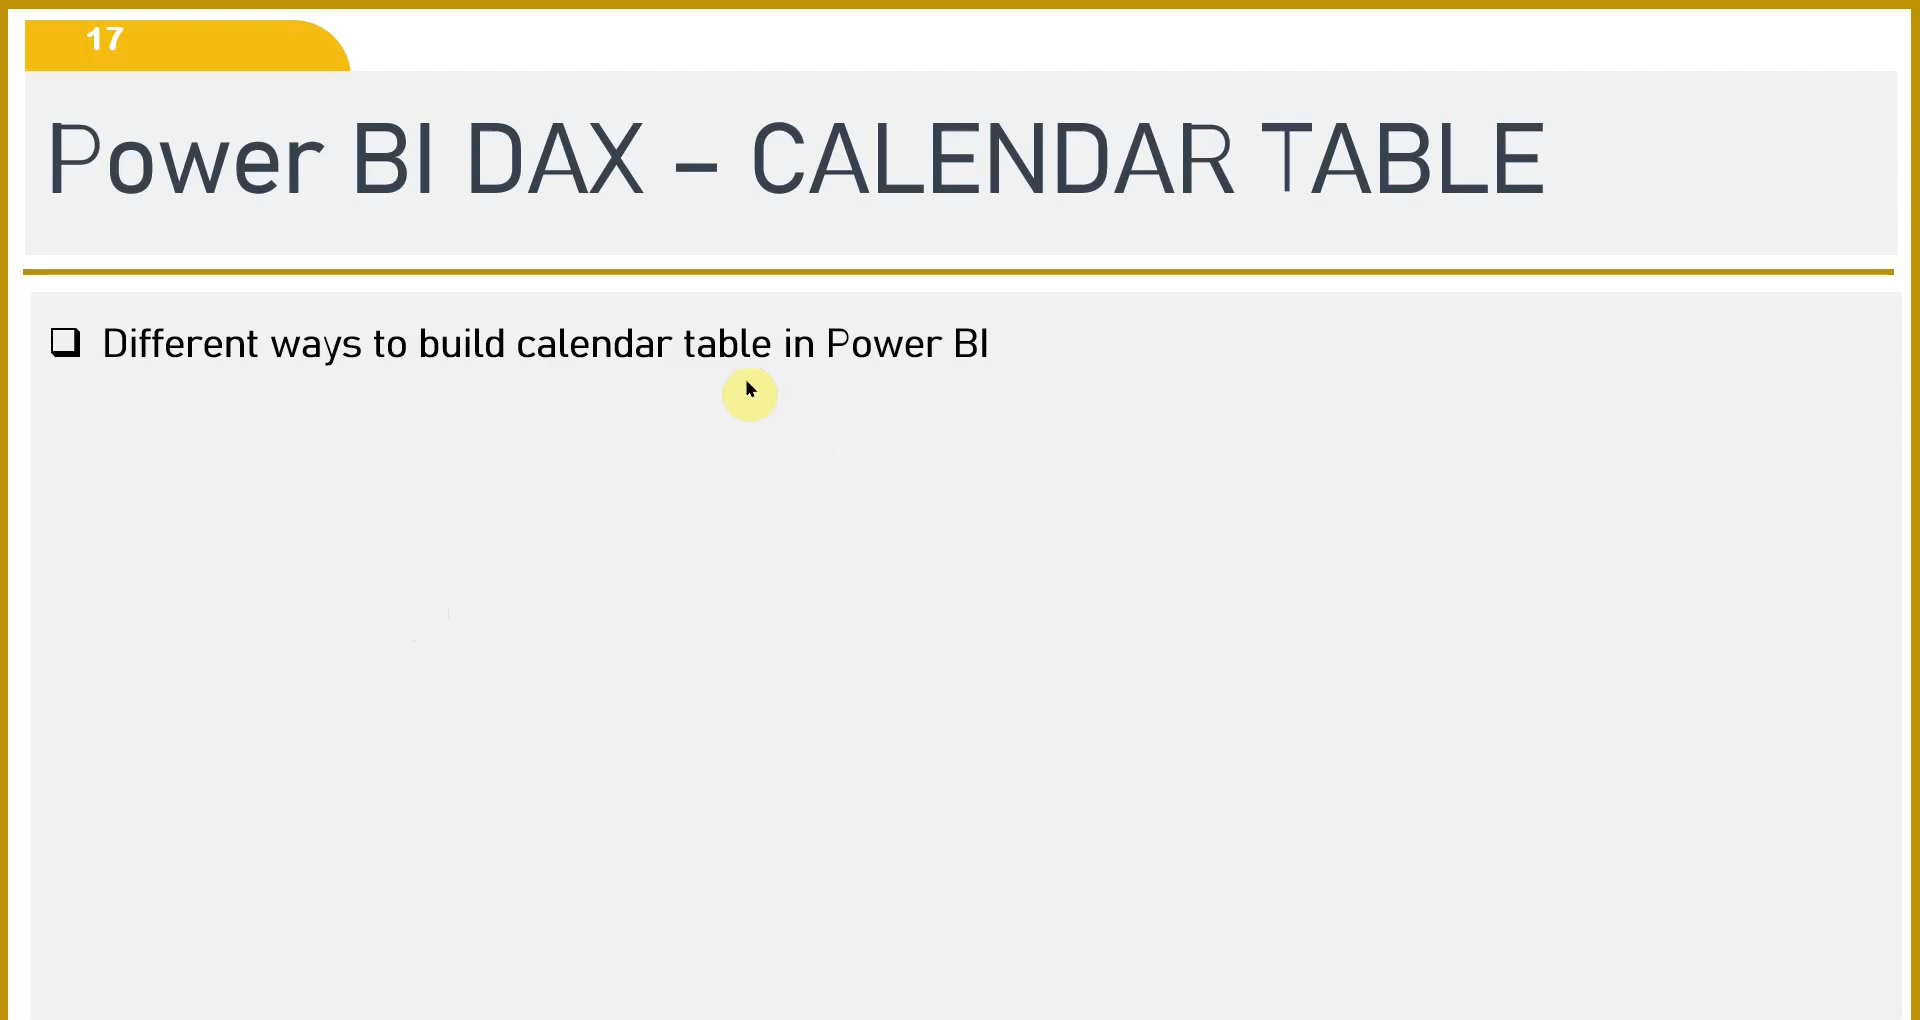 17
Power BI DAX – CALENDAR TABLE
❑ Different ways to build calendar table in Power BI